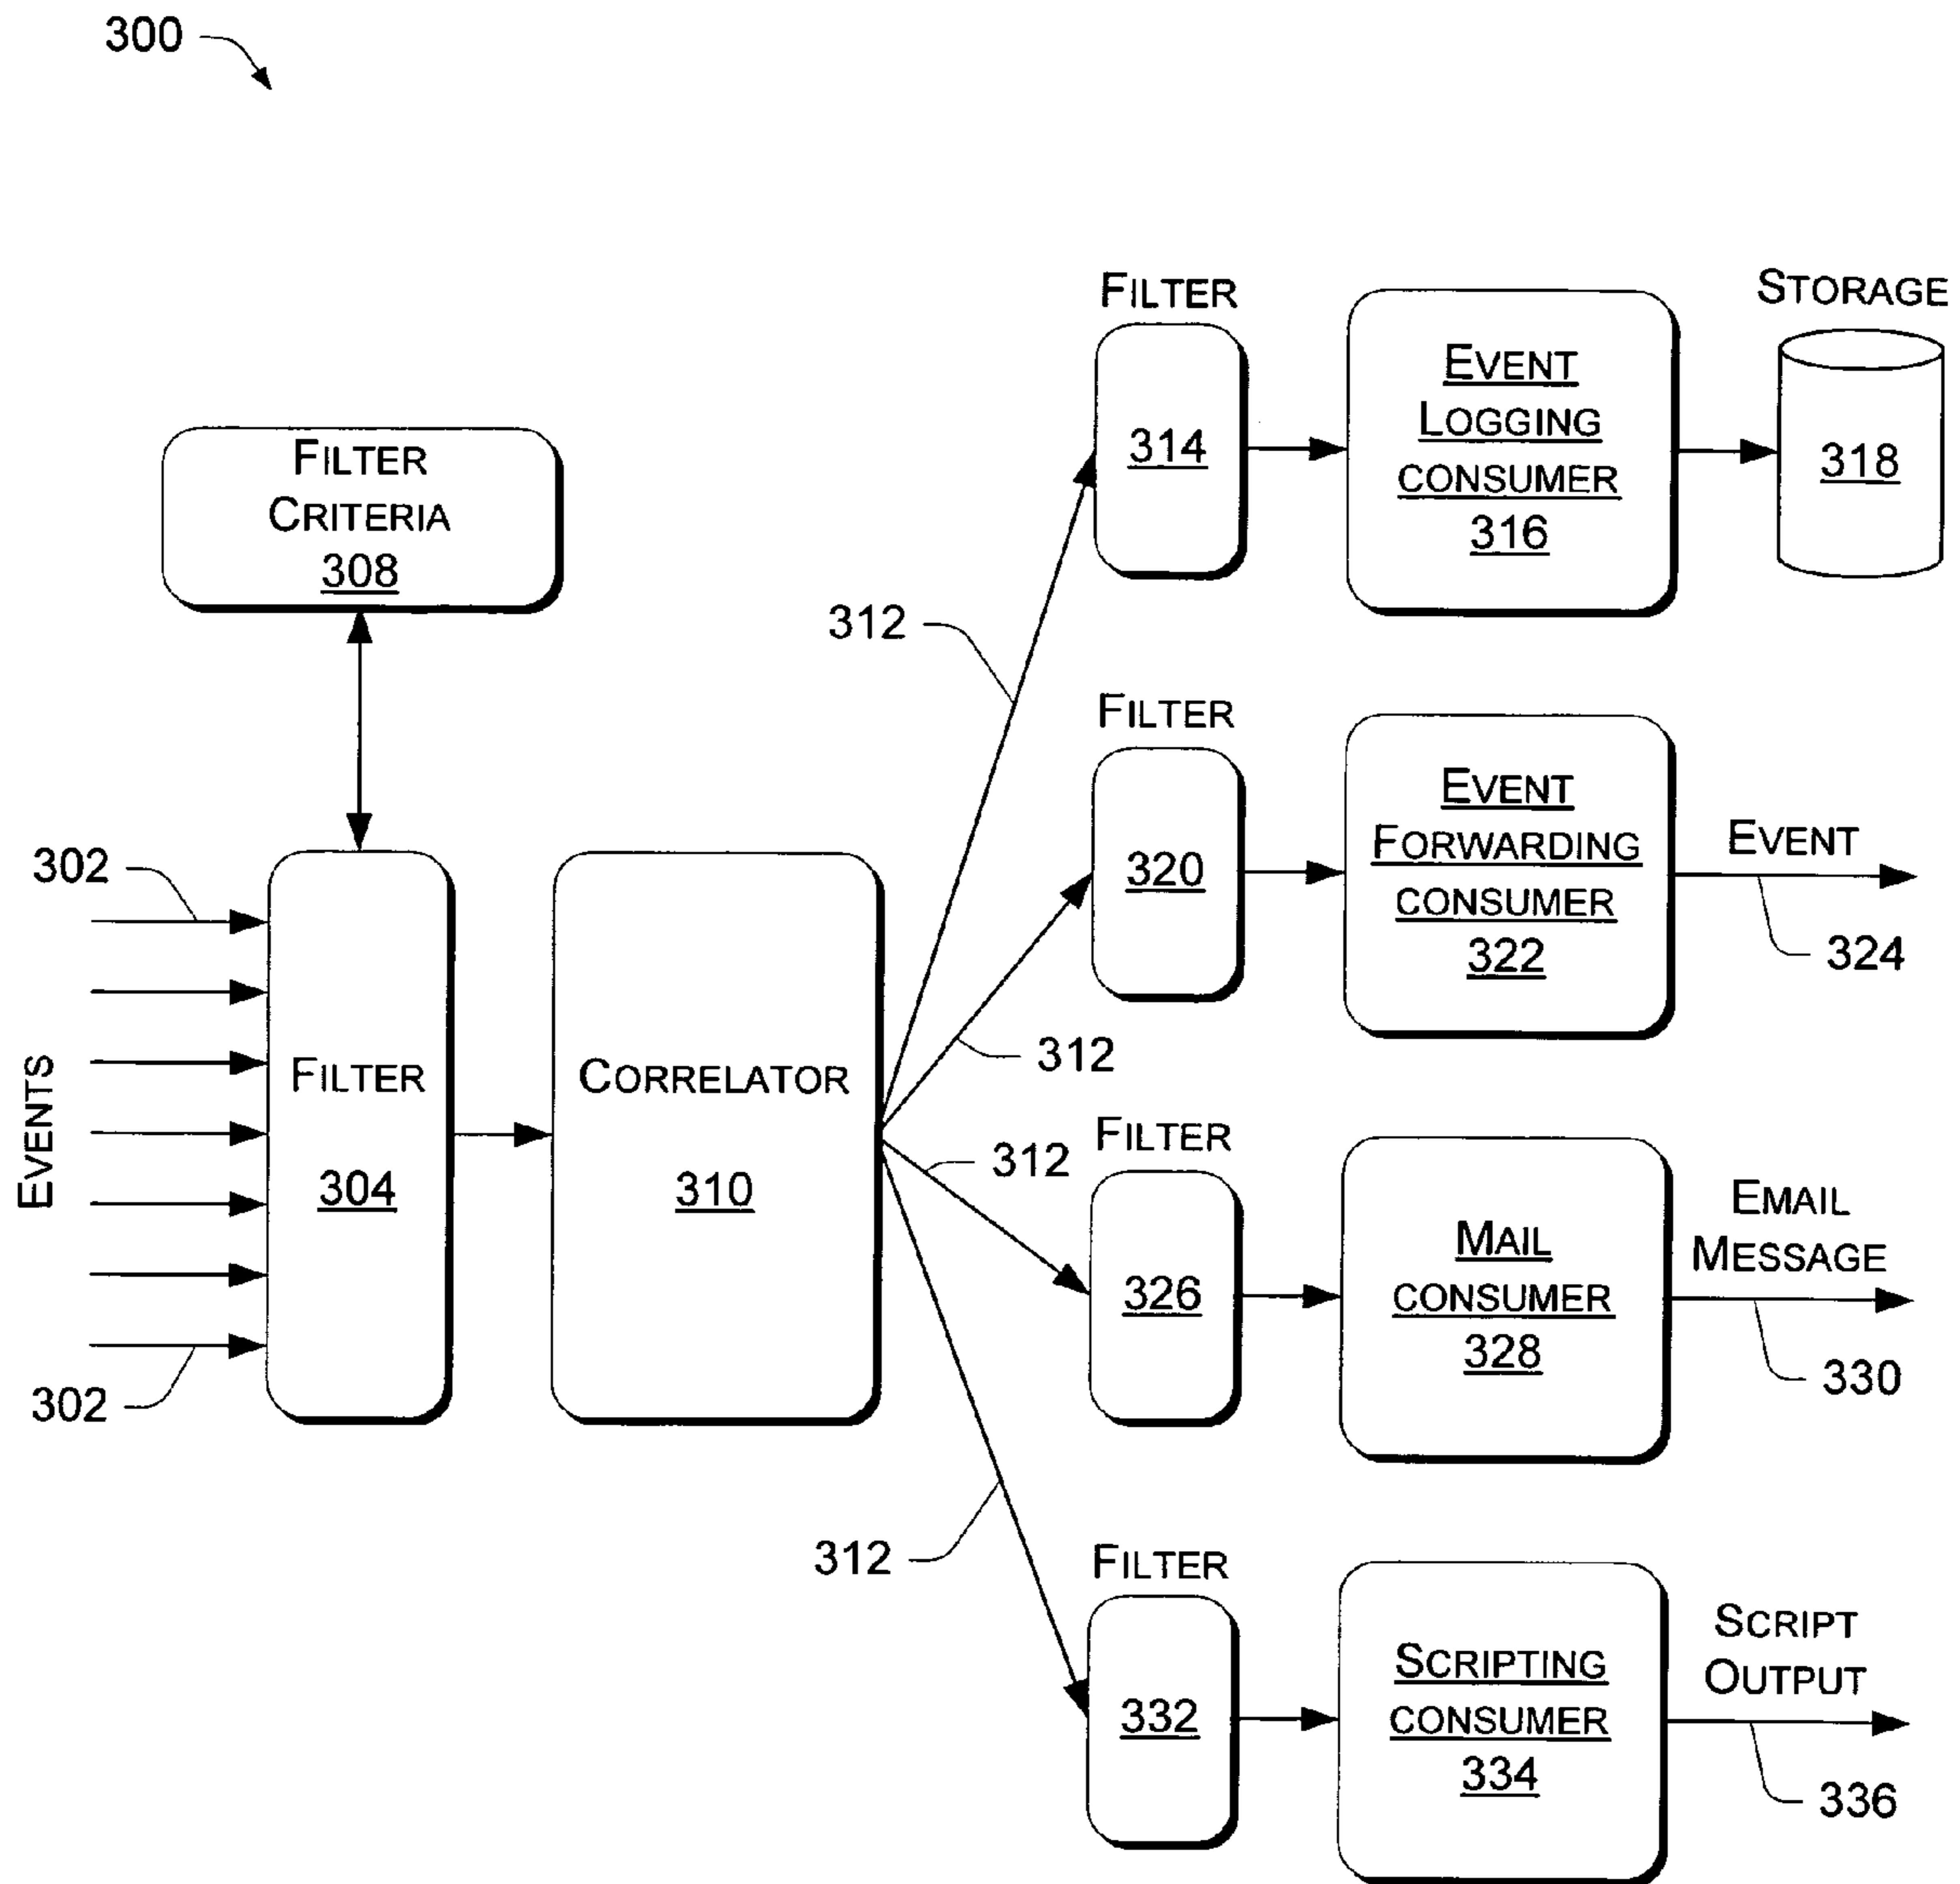 300
FILTER
CRITERIA
308
302
EVENTS
302
FILTER
304
CORRELATOR
310
312
312
312
312
FILTER
314
EVENT
LOGGING
CONSUMER
316
STORAGE
318
FILTER
320
EVENT
FORWARDING
CONSUMER
322
EVENT
324
FILTER
326
MAIL
CONSUMER
328
EMAIL
MESSAGE
330
FILTER
332
SCRIPTING
CONSUMER
334
SCRIPT
OUTPUT
336